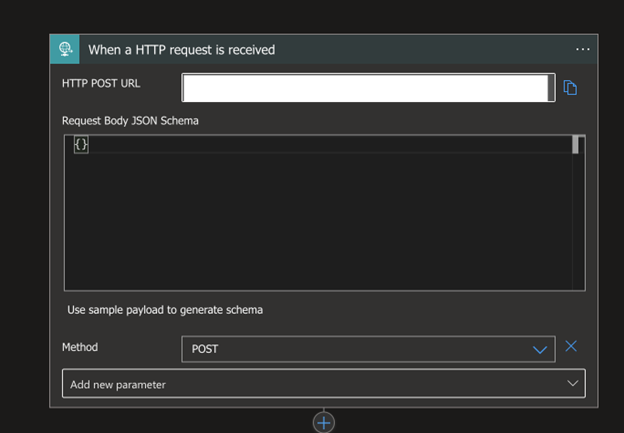 When a HTTP request is received
HTTP POST URL
Request Body JSON Schema
{}
Use sample payload to generate schema
Method
POST
Add new parameter